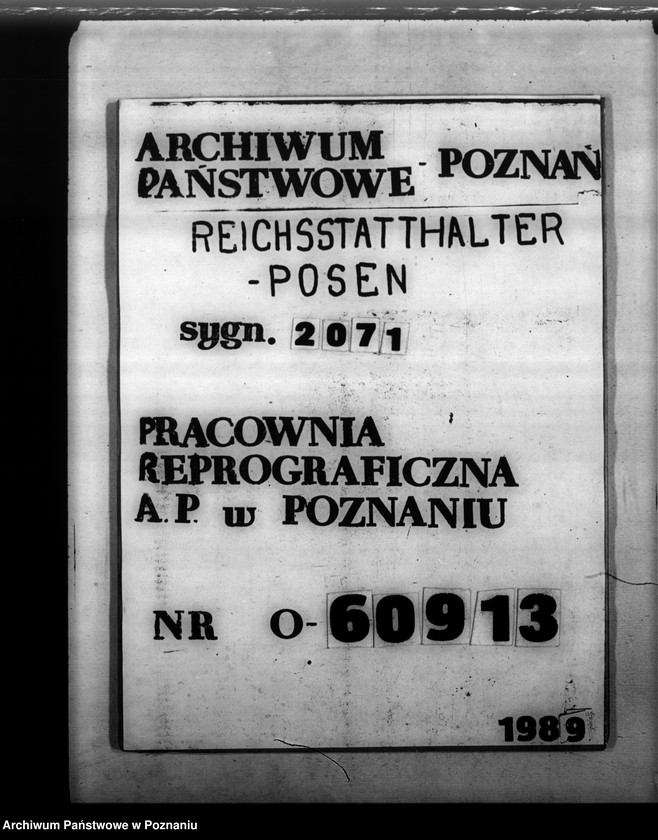 ARCHIWUM
PAŃSTWOWE - POZNAŃ
REICHSSTATTHALTER
-POSEN
sygn. 2071
PRACOWNIA
REPROGRAFICZNA
A.P. w POZNANIU
NR O-60913
1989
Archiwum Państwowe w Poznaniu